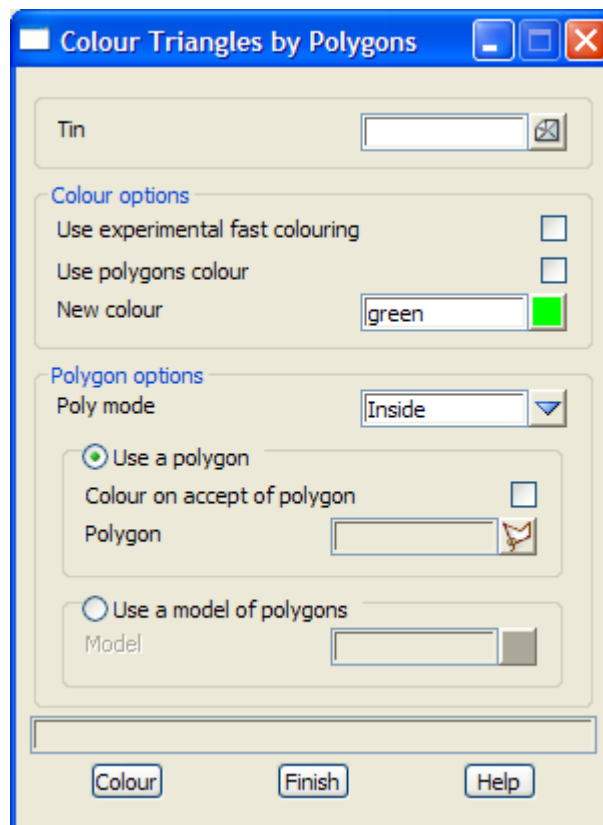 Colour Triangles by Polygons
Tin
Colour options
Use experimental fast colouring
Use polygons colour
New colour green
Polygon options
Poly mode Inside
Use a polygon
Colour on accept of polygon
Polygon
Use a model of polygons
Model
Colour Finish Help